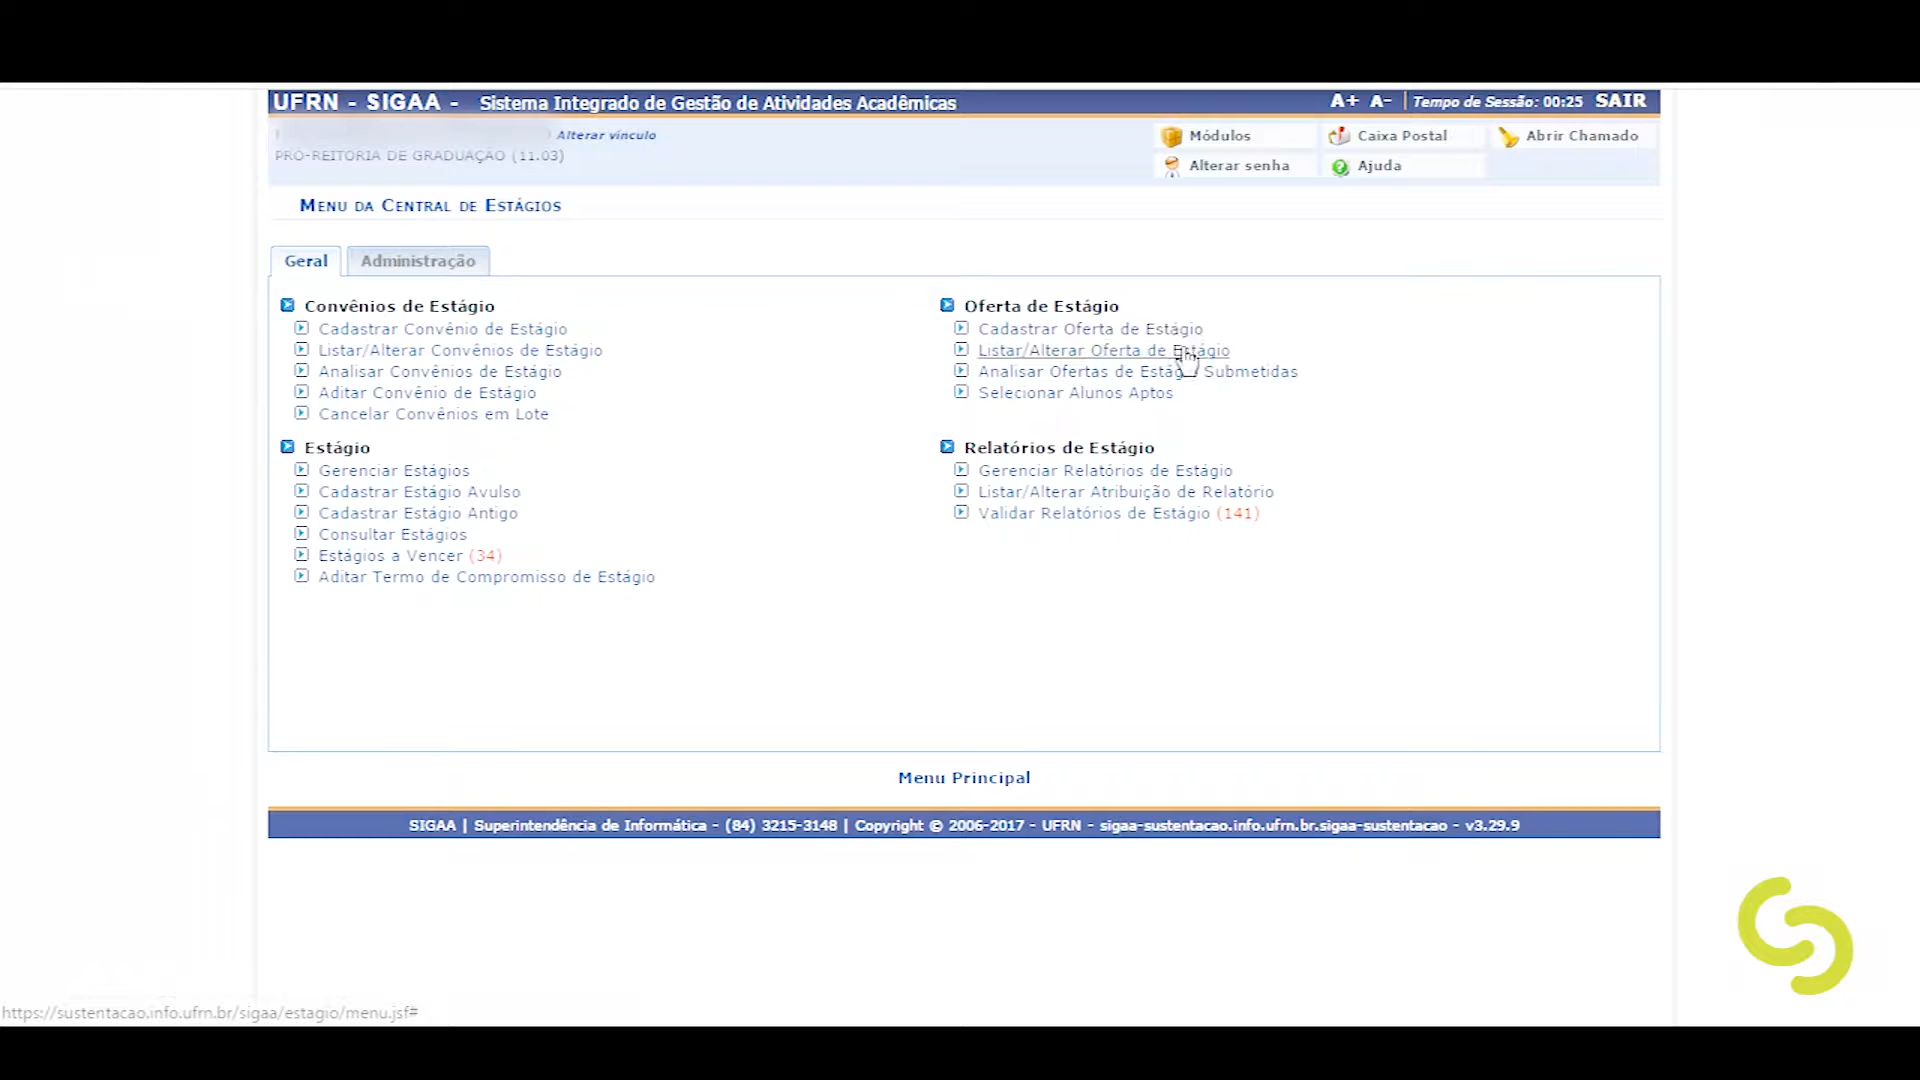 UFRN - SIGAA - Sistema Integrado de Gestão de Atividades Acadêmicas
A+ A- | Tempo de Sessão: 00:25 SAIR
Alterar vínculo
PRÓ-REITORIA DE GRADUAÇÃO (11.03)
Módulos
Caixa Postal
Abrir Chamado
Alterar senha
Ajuda
MENU DA CENTRAL DE ESTÁGIOS
Geral
Administração
Convênios de Estágio
Cadastrar Convênio de Estágio
Listar/Alterar Convênios de Estágio
Analisar Convênios de Estágio
Aditar Convênio de Estágio
Cancelar Convênios em Lote
Oferta de Estágio
Cadastrar Oferta de Estágio
Listar/Alterar Oferta de Estágio
Analisar Ofertas de Estágio Submetidas
Selecionar Alunos Aptos
Estágio
Gerenciar Estágios
Cadastrar Estágio Avulso
Cadastrar Estágio Antigo
Consultar Estágios
Estágios a Vencer (34)
Aditar Termo de Compromisso de Estágio
Relatórios de Estágio
Gerenciar Relatórios de Estágio
Listar/Alterar Atribuição de Relatório
Validar Relatórios de Estágio (141)
Menu Principal
SIGAA | Superintendência de Informática - (84) 3215-3148 | Copyright © 2006-2017 - UFRN - sigaa-sustentacao.info.ufrn.br.sigaa-sustentacao - v3.29.9
https://sustentacao.info.ufrn.br/sigaa/estagio/menu.jsf#